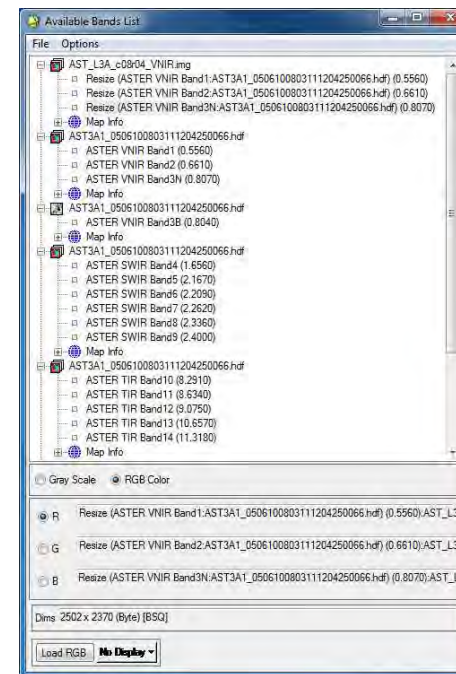 Available Bands List
File Options
AST_L3A_c08r04_VNIR.img
Resize (ASTER VNIR Band1:AST3A1_0506100803111204250066.hdf) (0.5560)
Resize (ASTER VNIR Band2:AST3A1_0506100803111204250066.hdf) (0.6610)
Resize (ASTER VNIR Band3N:AST3A1_0506100803111204250066.hdf) (0.8070)
Map Info
AST3A1_0506100803111204250066.hdf
ASTER VNIR Band1 (0.5560)
ASTER VNIR Band2 (0.6610)
ASTER VNIR Band3N (0.8070)
Map Info
AST3A1_0506100803111204250066.hdf
ASTER VNIR Band3B (0.8040)
Map Info
AST3A1_0506100803111204250066.hdf
ASTER SWIR Band4 (1.6560)
ASTER SWIR Band5 (2.1670)
ASTER SWIR Band6 (2.2090)
ASTER SWIR Band7 (2.2620)
ASTER SWIR Band8 (2.3360)
ASTER SWIR Band9 (2.4000)
Map Info
AST3A1_0506100803111204250066.hdf
ASTER TIR Band10 (8.2910)
ASTER TIR Band11 (8.6340)
ASTER TIR Band12 (9.0750)
ASTER TIR Band13 (10.6570)
ASTER TIR Band14 (11.3180)
Map Info
Gray Scale RGB Color
R Resize (ASTER VNIR Band1:AST3A1_0506100803111204250066.hdf) (0.5560):AST_L3
G Resize (ASTER VNIR Band2:AST3A1_0506100803111204250066.hdf) (0.6610):AST_L3
B Resize (ASTER VNIR Band3N:AST3A1_0506100803111204250066.hdf) (0.8070):AST_L
Dims 2502 x 2370 (Byte) [BSQ]
Load RGB No Display